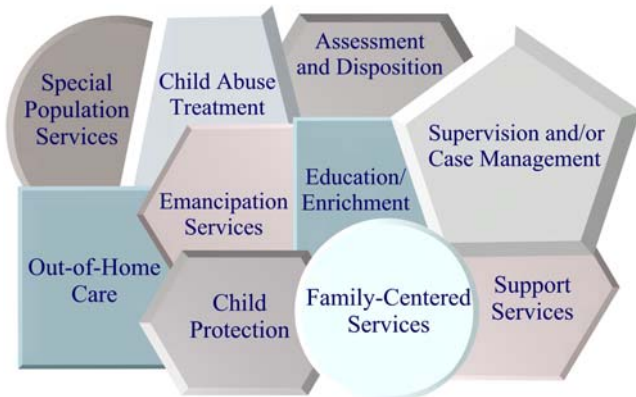 Special
Population
Services
Child Abuse
Treatment
Assessment
and Disposition
Supervision and/or
Case Management
Emancipation
Services
Education/
Enrichment
Out-of-Home
Care
Child
Protection
Family-Centered
Services
Support
Services